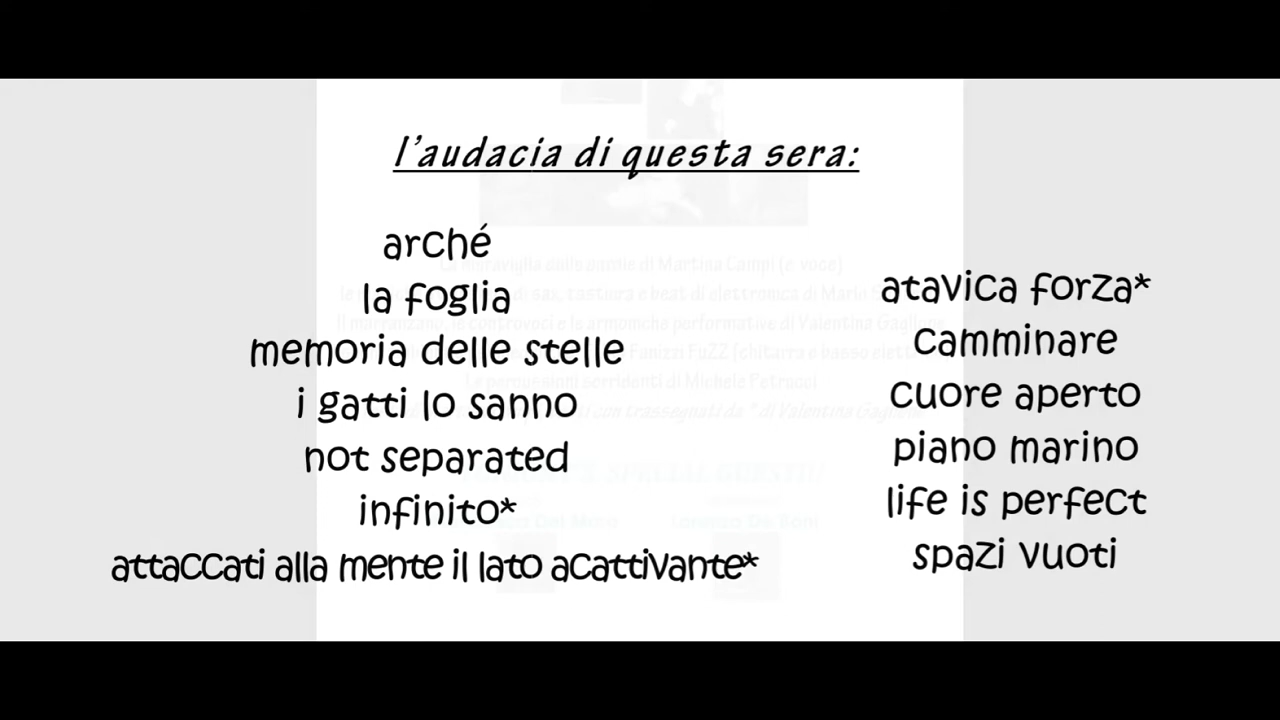 l'audacia di questa sera:
arché
la foglia
memoria delle stelle
i gatti lo sanno
not separated
infinito*
attaccati alla mente il lato acattivante*
atavica forza*
camminare
cuore aperto
piano marino
life is perfect
spazi vuoti